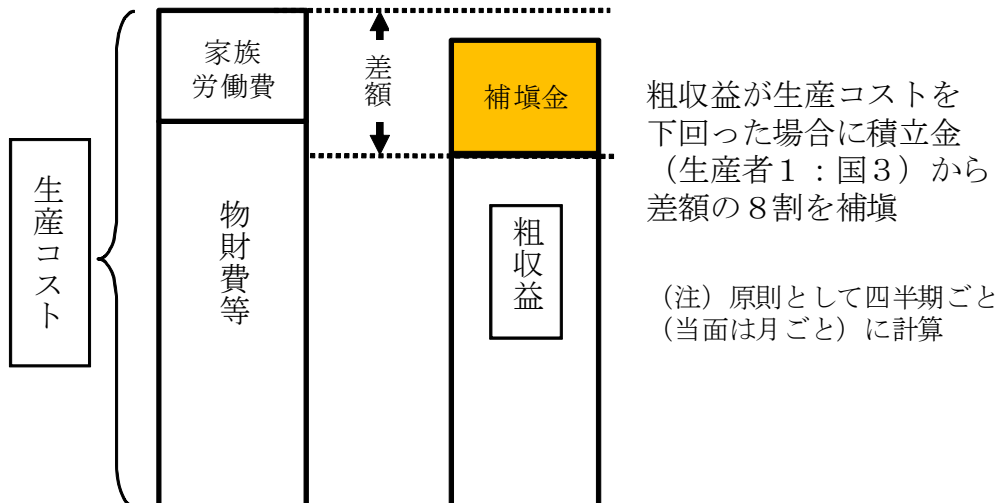 家族
労働費
差額
補塡金
生産コスト
物財費等
粗収益
粗収益が生産コストを
下回った場合に積立金
（生産者１：国３）から
差額の８割を補塡
（注）原則として四半期ごと
（当面は月ごと）に計算